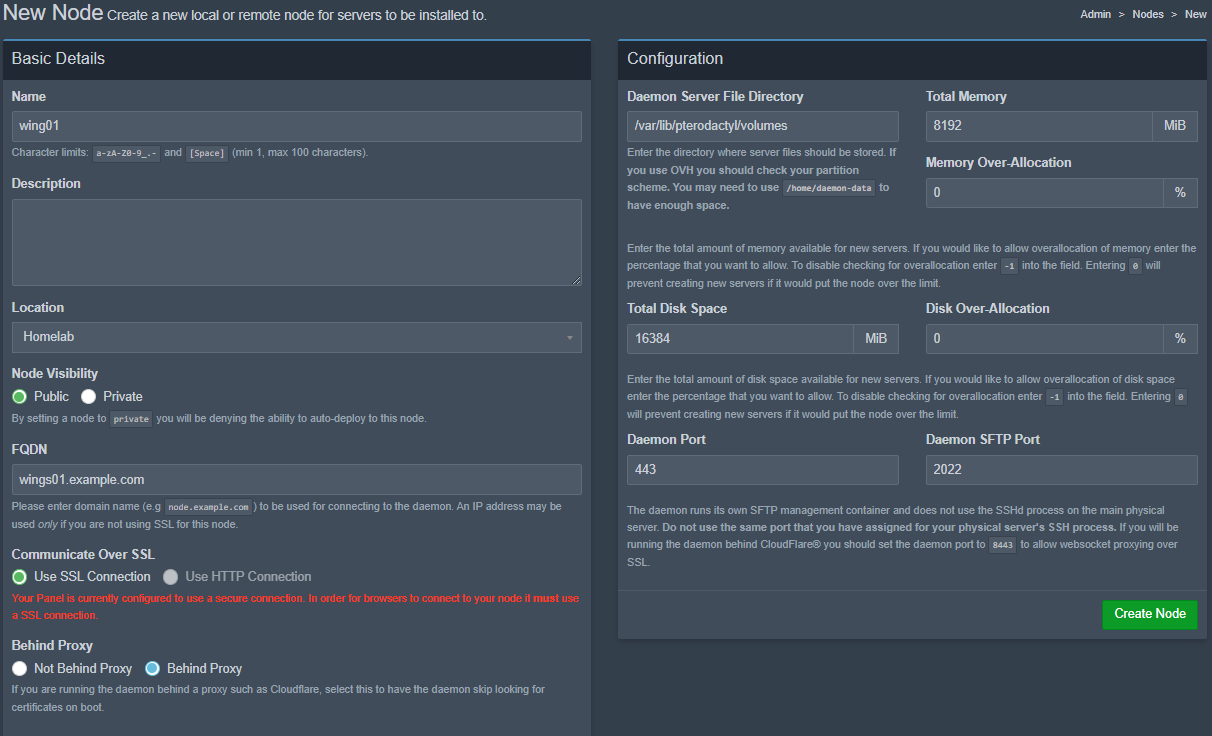 New Node Create a new local or remote node for servers to be installed to.
Admin > Nodes > New
Basic Details
Name
wing01
Character limits: a-zA-Z0-9_.- and [Space] (min 1, max 100 characters).
Description
Location
Homelab
Node Visibility
Public Private
By setting a node to private you will be denying the ability to auto-deploy to this node.
FQDN
wings01.example.com
Please enter domain name (e.g node.example.com ) to be used for connecting to the daemon. An IP address may be
used only if you are not using SSL for this node.
Communicate Over SSL
Use SSL Connection Use HTTP Connection
Your Panel is currently configured to use a secure connection. In order for browsers to connect to your node it must use
a SSL connection.
Behind Proxy
Not Behind Proxy Behind Proxy
If you are running the daemon behind a proxy such as Cloudflare, select this to have the daemon skip looking for
certificates on boot.
Configuration
Daemon Server File Directory
/var/lib/pterodactyl/volumes
Enter the directory where server files should be stored. If
you use OVH you should check your partition
scheme. You may need to use /home/daemon-data to
have enough space.
Total Memory
8192 MiB
Memory Over-Allocation
0 %
Enter the total amount of memory available for new servers. If you would like to allow overallocation of memory enter the
percentage that you want to allow. To disable checking for overallocation enter -1 into the field. Entering 0 will
prevent creating new servers if it would put the node over the limit.
Total Disk Space
16384 MiB
Disk Over-Allocation
0 %
Enter the total amount of disk space available for new servers. If you would like to allow overallocation of disk space
enter the percentage that you want to allow. To disable checking for overallocation enter -1 into the field. Entering 0
will prevent creating new servers if it would put the node over the limit.
Daemon Port
443
Daemon SFTP Port
2022
The daemon runs its own SFTP management container and does not use the SSHd process on the main physical
server. Do not use the same port that you have assigned for your physical server's SSH process. If you will be
running the daemon behind CloudFlare® you should set the daemon port to 8443 to allow websocket proxying over
SSL.
Create Node